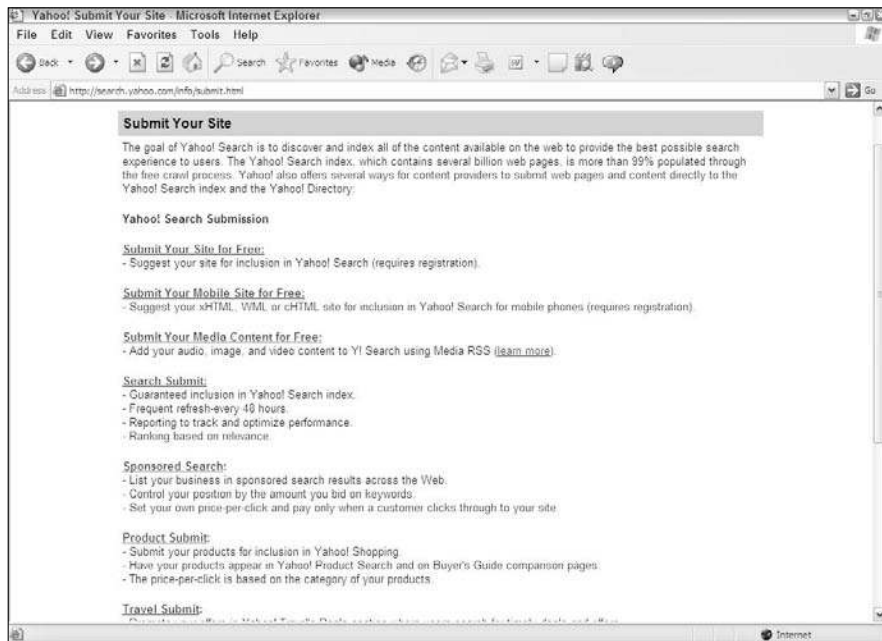 Yahoo! Submit Your Site - Microsoft Internet Explorer
File Edit View Favorites Tools Help
Back Search Favorites Media
Address http://search.yahoo.com/info/submit.html Go
Submit Your Site
The goal of Yahoo! Search is to discover and index all of the content available on the web to provide the best possible search
experience to users. The Yahoo! Search index, which contains several billion web pages, is more than 99% populated through
the free crawl process. Yahoo! also offers several ways for content providers to submit web pages and content directly to the
Yahoo! Search index and the Yahoo! Directory:
Yahoo! Search Submission
Submit Your Site for Free:
- Suggest your site for inclusion in Yahoo! Search (requires registration).
Submit Your Mobile Site for Free:
- Suggest your xHTML, WML or cHTML site for inclusion in Yahoo! Search for mobile phones (requires registration).
Submit Your Media Content for Free:
- Add your audio, image, and video content to Y! Search using Media RSS (learn more).
Search Submit:
- Guaranteed inclusion in Yahoo! Search index.
- Frequent refresh-every 48 hours.
- Reporting to track and optimize performance.
- Ranking based on relevance.
Sponsored Search:
- List your business in sponsored search results across the Web.
- Control your position by the amount you bid on keywords.
- Set your own price-per-click and pay only when a customer clicks through to your site.
Product Submit:
- Submit your products for inclusion in Yahoo! Shopping.
- Have your products appear in Yahoo! Product Search and on Buyer's Guide comparison pages.
- The price-per-click is based on the category of your products.
Travel Submit:
Internet